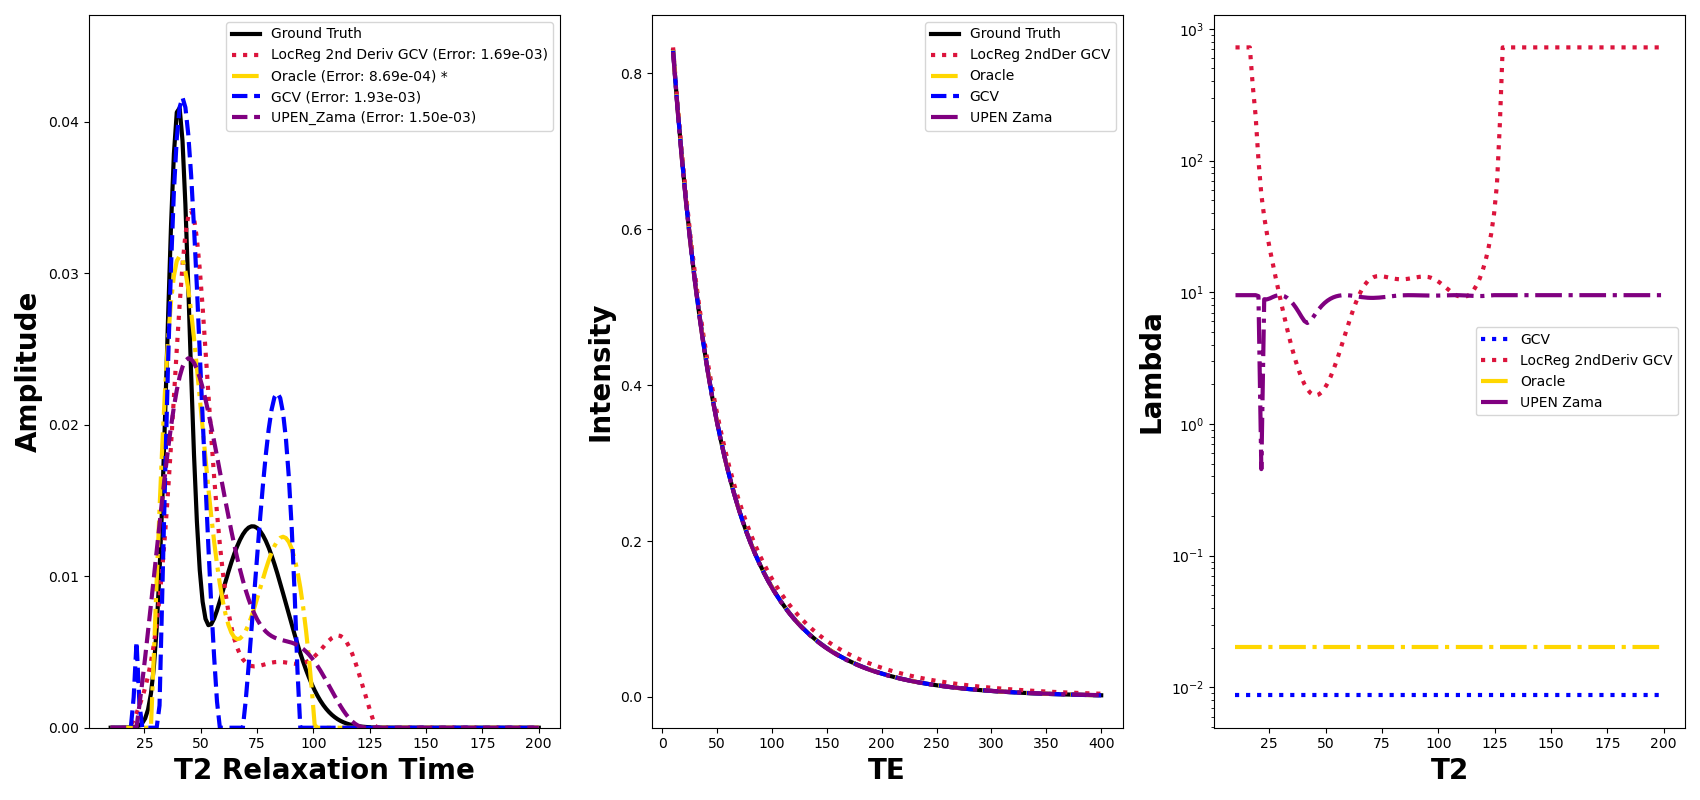 Amplitude
0.04
0.03
0.02
0.01
0.00
25 50 75 100 125 150 175 200
T2 Relaxation Time
Ground Truth
LocReg 2nd Deriv GCV (Error: 1.69e-03)
Oracle (Error: 8.69e-04) *
GCV (Error: 1.93e-03)
UPEN_Zama (Error: 1.50e-03)
Intensity
0.8
0.6
0.4
0.2
0.0
0 50 100 150 200 250 300 350 400
TE
Ground Truth
LocReg 2ndDer GCV
Oracle
GCV
UPEN Zama
Lambda
10³
10²
10¹
10⁰
10⁻¹
10⁻²
25 50 75 100 125 150 175 200
T2
GCV
LocReg 2ndDeriv GCV
Oracle
UPEN Zama